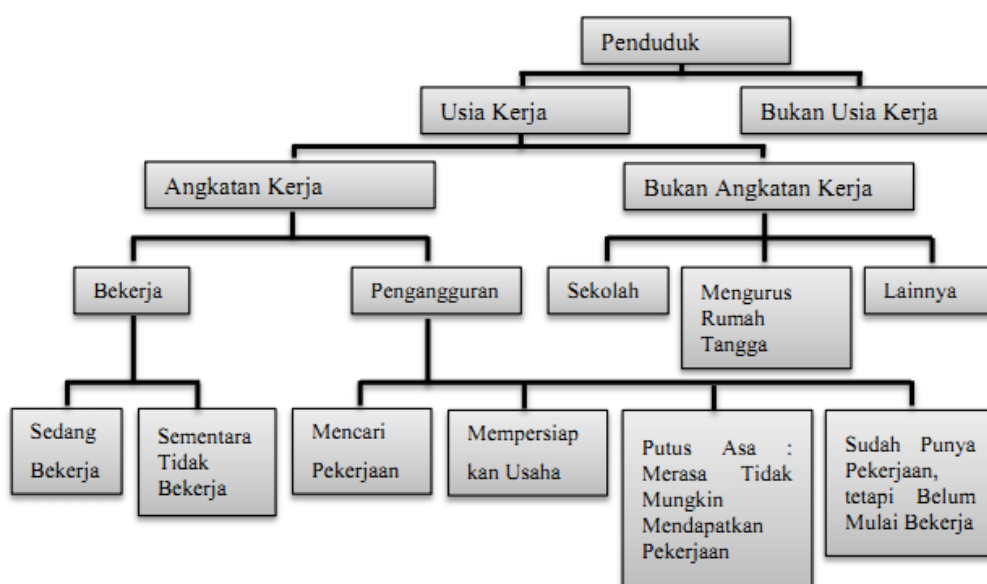 Penduduk
Usia Kerja
Bukan Usia Kerja
Angkatan Kerja
Bukan Angkatan Kerja
Bekerja
Pengangguran
Sekolah
Mengurus
Rumah
Tangga
Lainnya
Sedang
Bekerja
Sementara
Tidak
Bekerja
Mencari
Pekerjaan
Mempersiap
kan Usaha
Putus Asa :
Merasa Tidak
Mungkin
Mendapatkan
Pekerjaan
Sudah Punya
Pekerjaan,
tetapi Belum
Mulai Bekerja